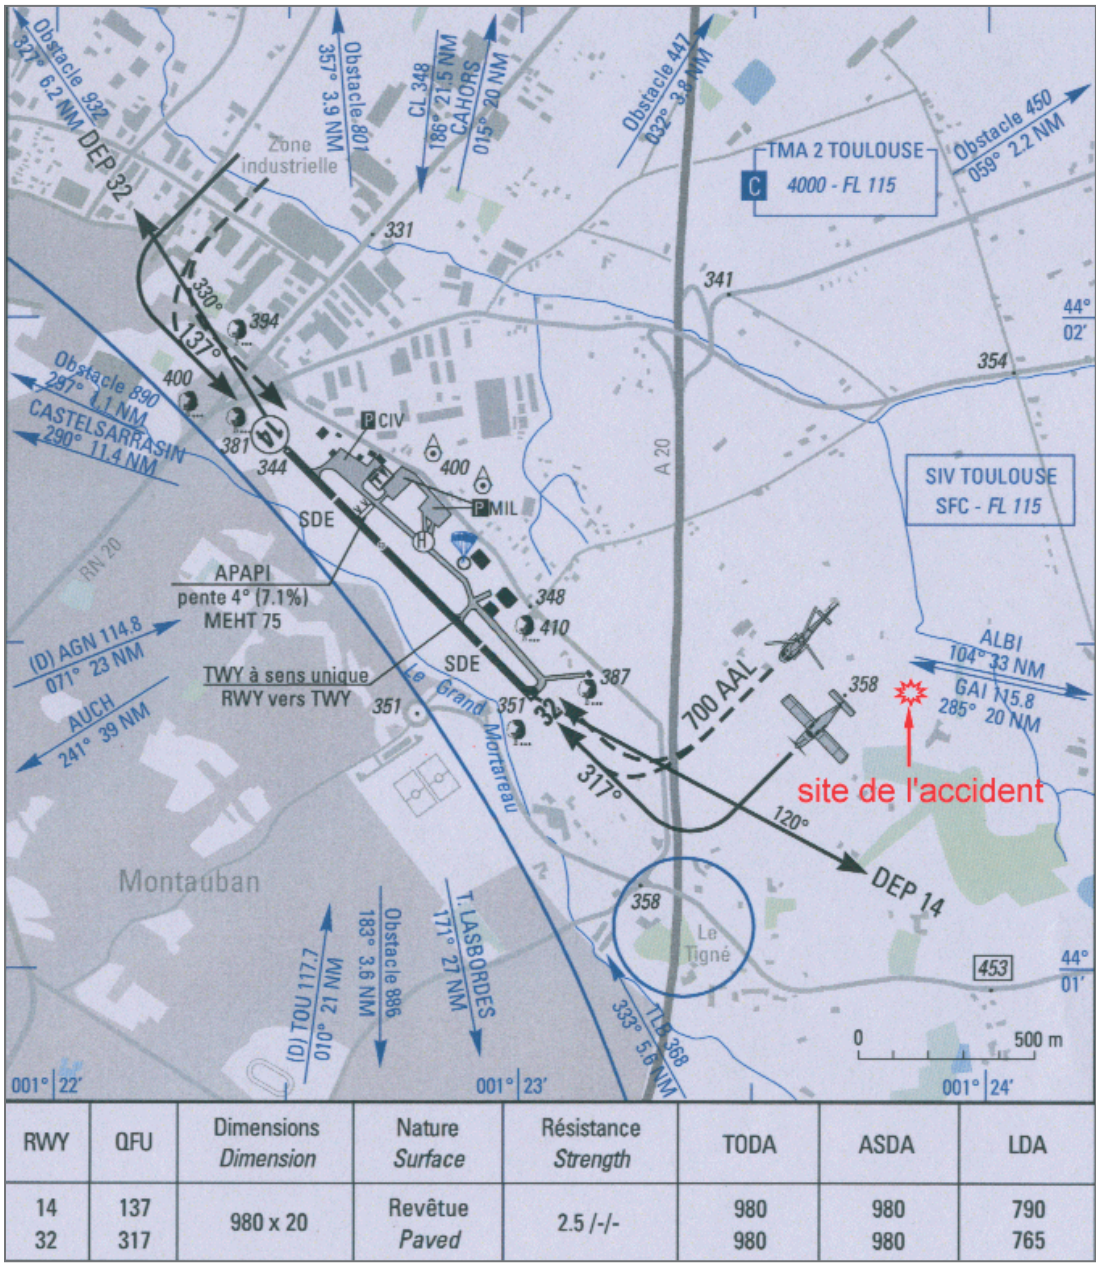 Obstacle 932
327° 6.2 NM
DEP 32
Obstacle 801
357° 3.9 NM
CL 348
186° 21.5 NM
CAHORS
015° 20 NM
Obstacle 447
032° 3.8 NM
Obstacle 450
059° 2.2 NM
TMA 2 TOULOUSE
C 4000 - FL 115
Zone
industrielle
331
341
44°
02'
330°
394
137°
354
Obstacle 890
297° 1.1 NM
400
CASTELSARRASIN
290° 11.4 NM
381
14
344
P CIV
400
A 20
SIV TOULOUSE
SFC - FL 115
P MIL
SDE
H
RN 20
APAPI
pente 4° (7.1%)
MEHT 75
348
410
(D) AGN 114.8
071° 23 NM
TWY à sens unique
RWY vers TWY
SDE
Le Grand Mortareau
387
ALBI
104° 33 NM
GAI 115.8
285° 20 NM
358
AUCH
241° 39 NM
351
351
32
700 AAL
317°
site de l'accident
120°
DEP 14
Montauban
358
Le
Tigné
Obstacle 886
183° 3.6 NM
T. LASBORDES
171° 27 NM
(D) TOU 117.7
010° 21 NM
TLB 368
333° 5.6 NM
453
44°
01'
0 500 m
001° 22' 001° 23' 001° 24'
RWY QFU Dimensions Nature Résistance TODA ASDA LDA
Dimension Surface Strength
14 137 980 x 20 Revêtue 2.5 /-/- 980 980 790
32 317 Paved 980 980 765